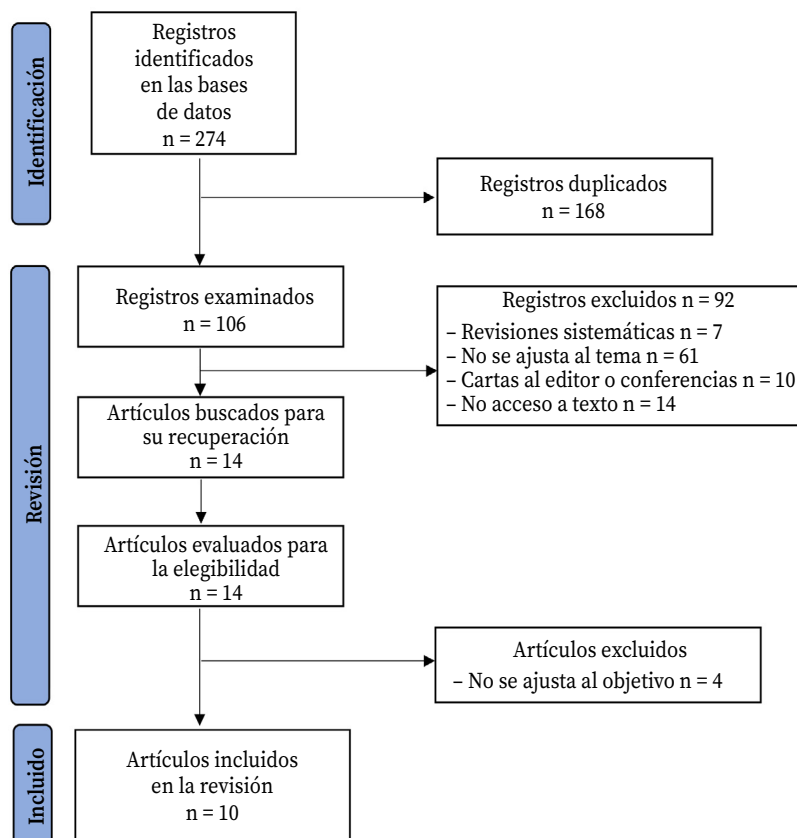 Identificación
Registros
identificados
en las bases
de datos
n = 274
Registros duplicados
n = 168
Revisión
Registros examinados
n = 106
Registros excluidos n = 92
– Revisiones sistemáticas n = 7
– No se ajusta al tema n = 61
– Cartas al editor o conferencias n = 10
– No acceso a texto n = 14
Artículos buscados para
su recuperación
n = 14
Artículos evaluados para
la elegibilidad
n = 14
Artículos excluidos
– No se ajusta al objetivo n = 4
Incluido
Artículos incluidos
en la revisión
n = 10